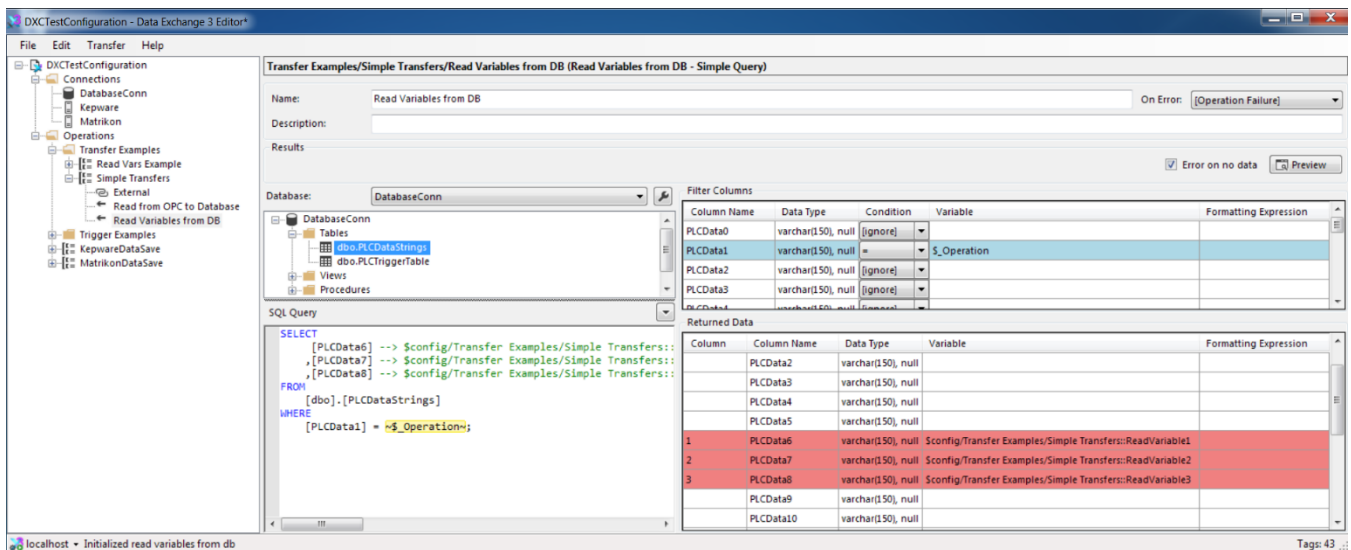 DXCTestConfiguration - Data Exchange 3 Editor*
File Edit Transfer Help
DXCTestConfiguration
Connections
DatabaseConn
Kepware
Matrikon
Operations
Transfer Examples
Read Vars Example
Simple Transfers
External
Read from OPC to Database
Read Variables from DB
Trigger Examples
KepwareDataSave
MatrikonDataSave
Transfer Examples/Simple Transfers/Read Variables from DB (Read Variables from DB - Simple Query)
Name: Read Variables from DB On Error: [Operation Failure]
Description:
Results
Error on no data Preview
Database: DatabaseConn
DatabaseConn
Tables
dbo.PLCDataStrings
dbo.PLCTriggerTable
Views
Procedures
SQL Query
SELECT
[PLCData6] --> $config/Transfer Examples/Simple Transfers::
,[PLCData7] --> $config/Transfer Examples/Simple Transfers::
,[PLCData8] --> $config/Transfer Examples/Simple Transfers::
FROM
[dbo].[PLCDataStrings]
WHERE
[PLCData1] = ~$_Operation~;
Filter Columns
Column Name Data Type Condition Variable Formatting Expression
PLCData0 varchar(150), null [ignore]
PLCData1 varchar(150), null = $_Operation
PLCData2 varchar(150), null [ignore]
PLCData3 varchar(150), null [ignore]
PLCData4 varchar(150), null [ignore]
Returned Data
Column Column Name Data Type Variable Formatting Expression
PLCData2 varchar(150), null
PLCData3 varchar(150), null
PLCData4 varchar(150), null
PLCData5 varchar(150), null
1 PLCData6 varchar(150), null $config/Transfer Examples/Simple Transfers::ReadVariable1
2 PLCData7 varchar(150), null $config/Transfer Examples/Simple Transfers::ReadVariable2
3 PLCData8 varchar(150), null $config/Transfer Examples/Simple Transfers::ReadVariable3
PLCData9 varchar(150), null
PLCData10 varchar(150), null
localhost Initialized read variables from db Tags: 43